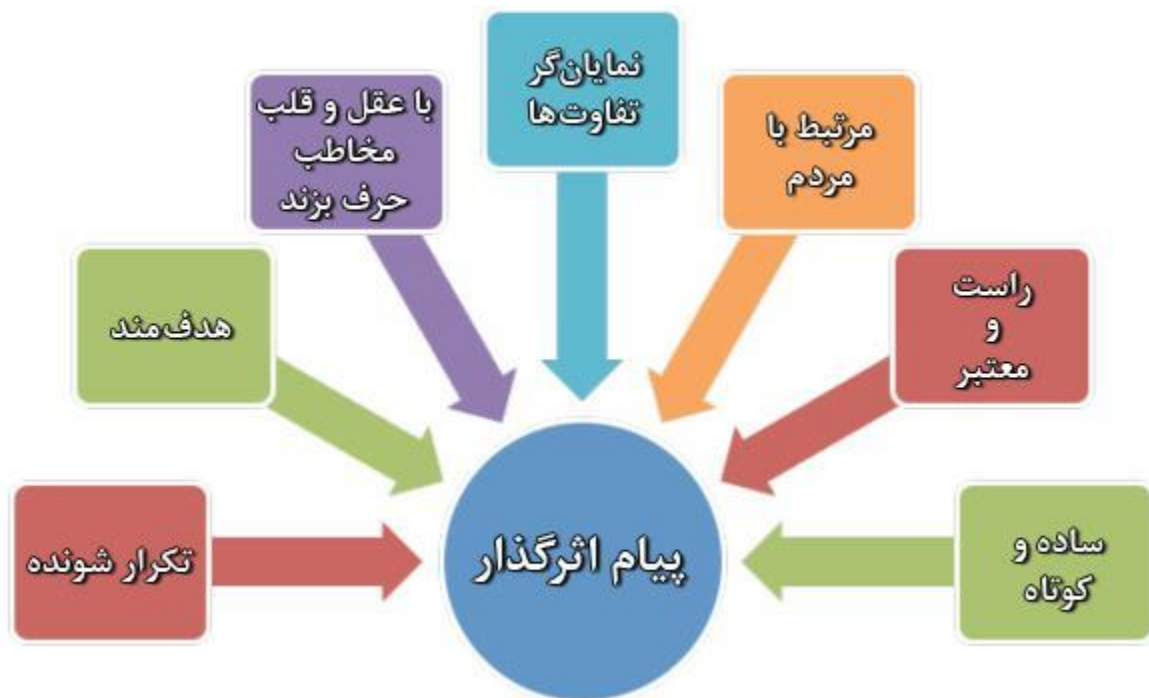 ساده و
کوتاه
راست
و
معتبر
مرتبط با
مردم
نمایان‌گر
تفاوت‌ها
با عقل و قلب
مخاطب
حرف بزند
هدف‌مند
تکرار شونده
پیام اثرگذار